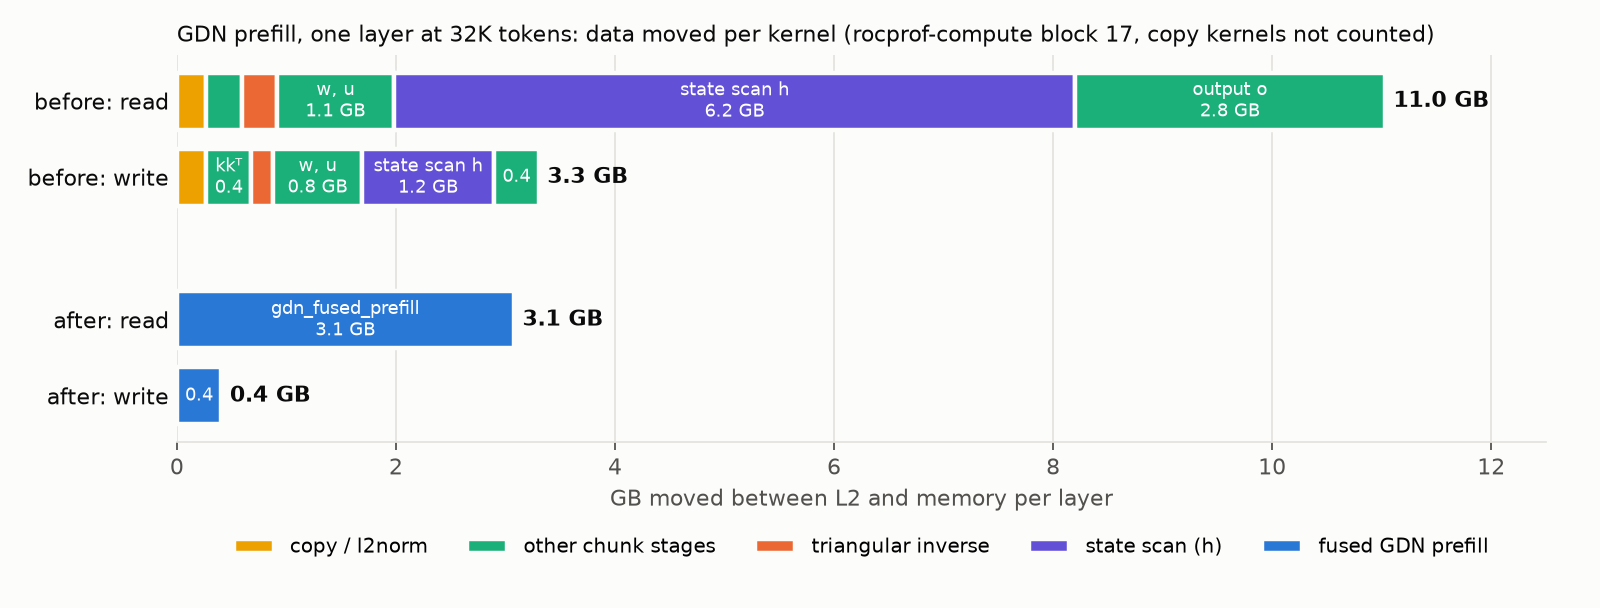 GDN prefill, one layer at 32K tokens: data moved per kernel (rocprof-compute block 17, copy kernels not counted)
before: read
w, u
1.1 GB
state scan h
6.2 GB
output o
2.8 GB
11.0 GB
before: write
kkᵀ
0.4
w, u
0.8 GB
state scan h
1.2 GB
0.4
3.3 GB
after: read
gdn_fused_prefill
3.1 GB
3.1 GB
after: write
0.4
0.4 GB
0 2 4 6 8 10 12
GB moved between L2 and memory per layer
copy / l2norm other chunk stages triangular inverse state scan (h) fused GDN prefill